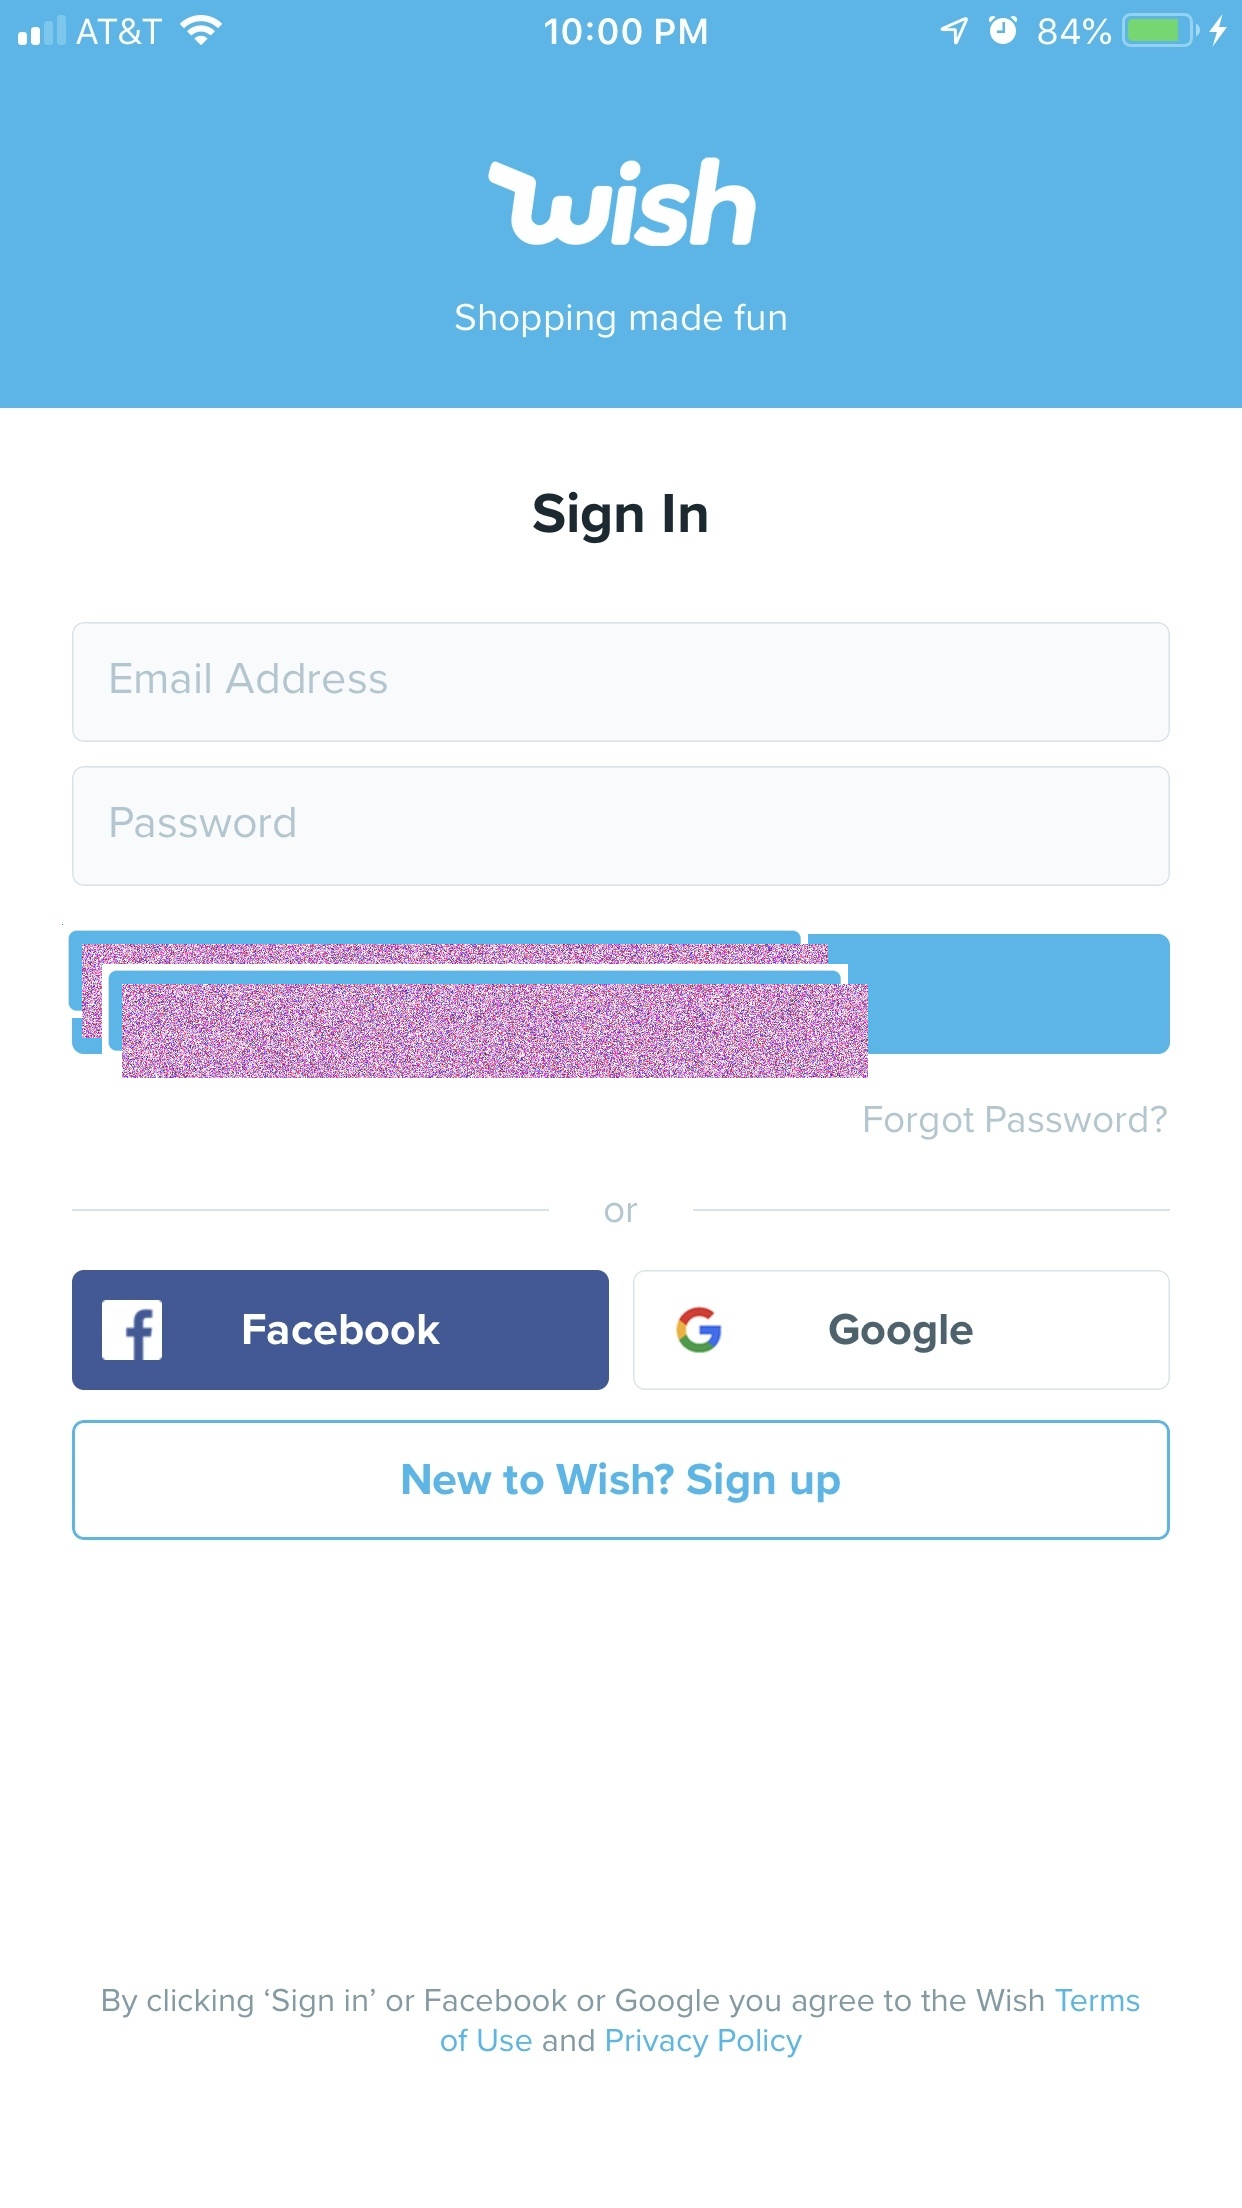 AT&T 10:00 PM 84%
wish
Shopping made fun
Sign In
Email Address
Password
Forgot Password?
or
Facebook Google
New to Wish? Sign up
By clicking ‘Sign in’ or Facebook or Google you agree to the Wish Terms
of Use and Privacy Policy